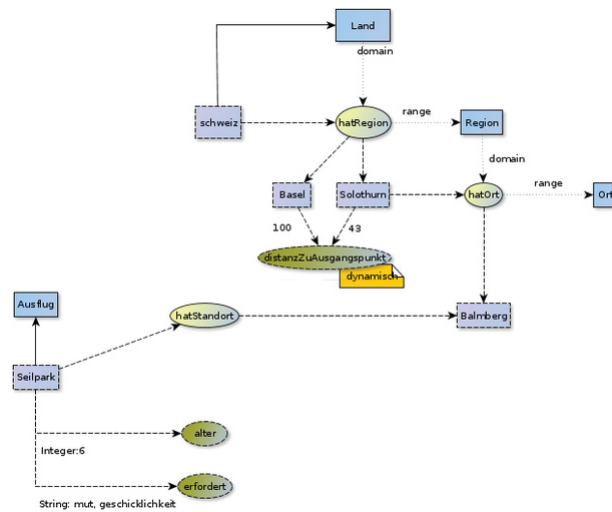 Land
domain
schweiz
hatRegion
range
Region
domain
Basel
Solothurn
hatOrt
range
Ort
100
43
distanzZuAusgangspunkt
dynamisch
Ausflug
hatStandort
Balmberg
Seilpark
alter
Integer:6
erfordert
String: mut, geschicklichkeit